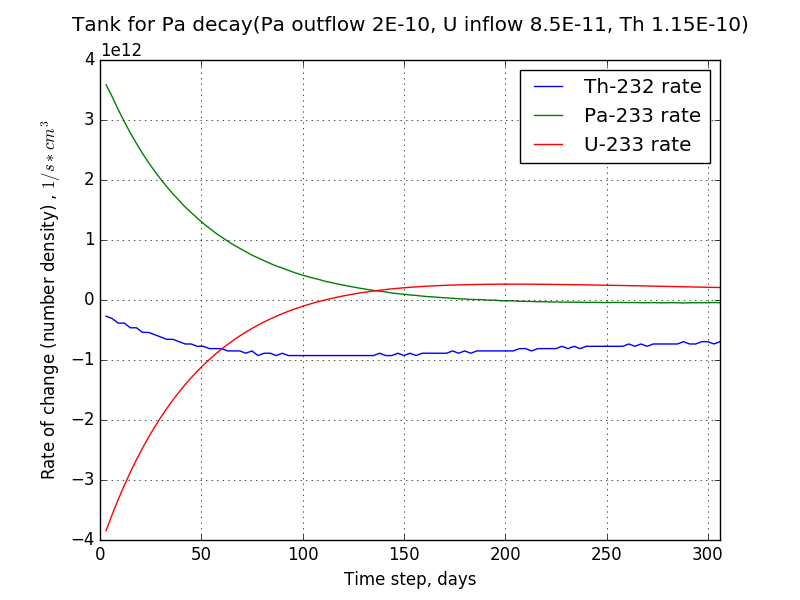 Tank for Pa decay(Pa outflow 2E-10, U inflow 8.5E-11, Th 1.15E-10)
1e12
4
3
2
1
0
−1
−2
−3
−4
Rate of change (number density) , 1/s∗cm³
Th-232 rate
Pa-233 rate
U-233 rate
0 50 100 150 200 250 300
Time step, days